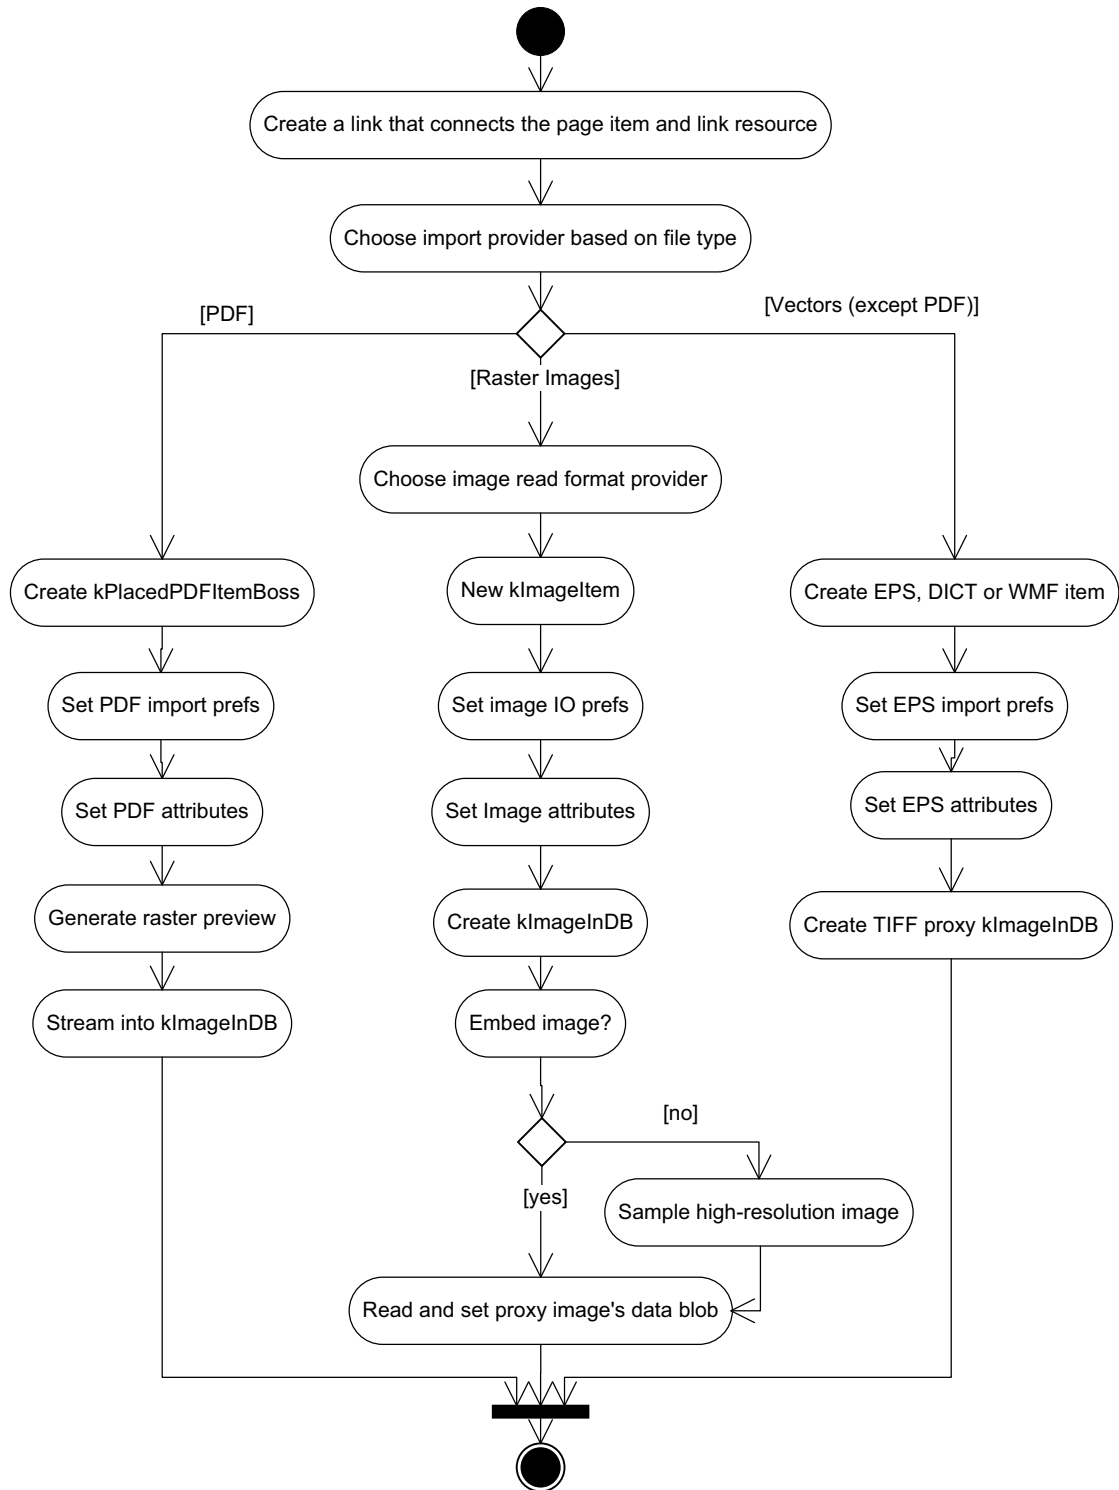 Create a link that connects the page item and link resource
Choose import provider based on file type
[PDF]
[Vectors (except PDF)]
[Raster Images]
Choose image read format provider
Create kPlacedPDFItemBoss
New kImageItem
Create EPS, DICT or WMF item
Set PDF import prefs
Set image IO prefs
Set EPS import prefs
Set PDF attributes
Set Image attributes
Set EPS attributes
Generate raster preview
Create kImageInDB
Create TIFF proxy kImageInDB
Stream into kImageInDB
Embed image?
[no]
[yes]
Sample high-resolution image
Read and set proxy image's data blob